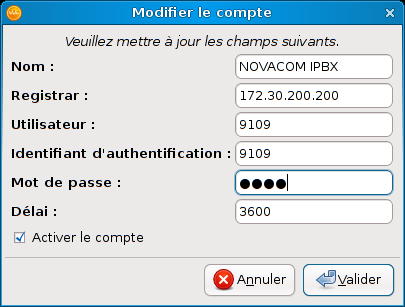 Modifier le compte
Veuillez mettre à jour les champs suivants.
Nom : NOVACOM IPBX
Registrar : 172.30.200.200
Utilisateur : 9109
Identifiant d'authentification : 9109
Mot de passe : ●●●●
Délai : 3600
Activer le compte
Annuler Valider